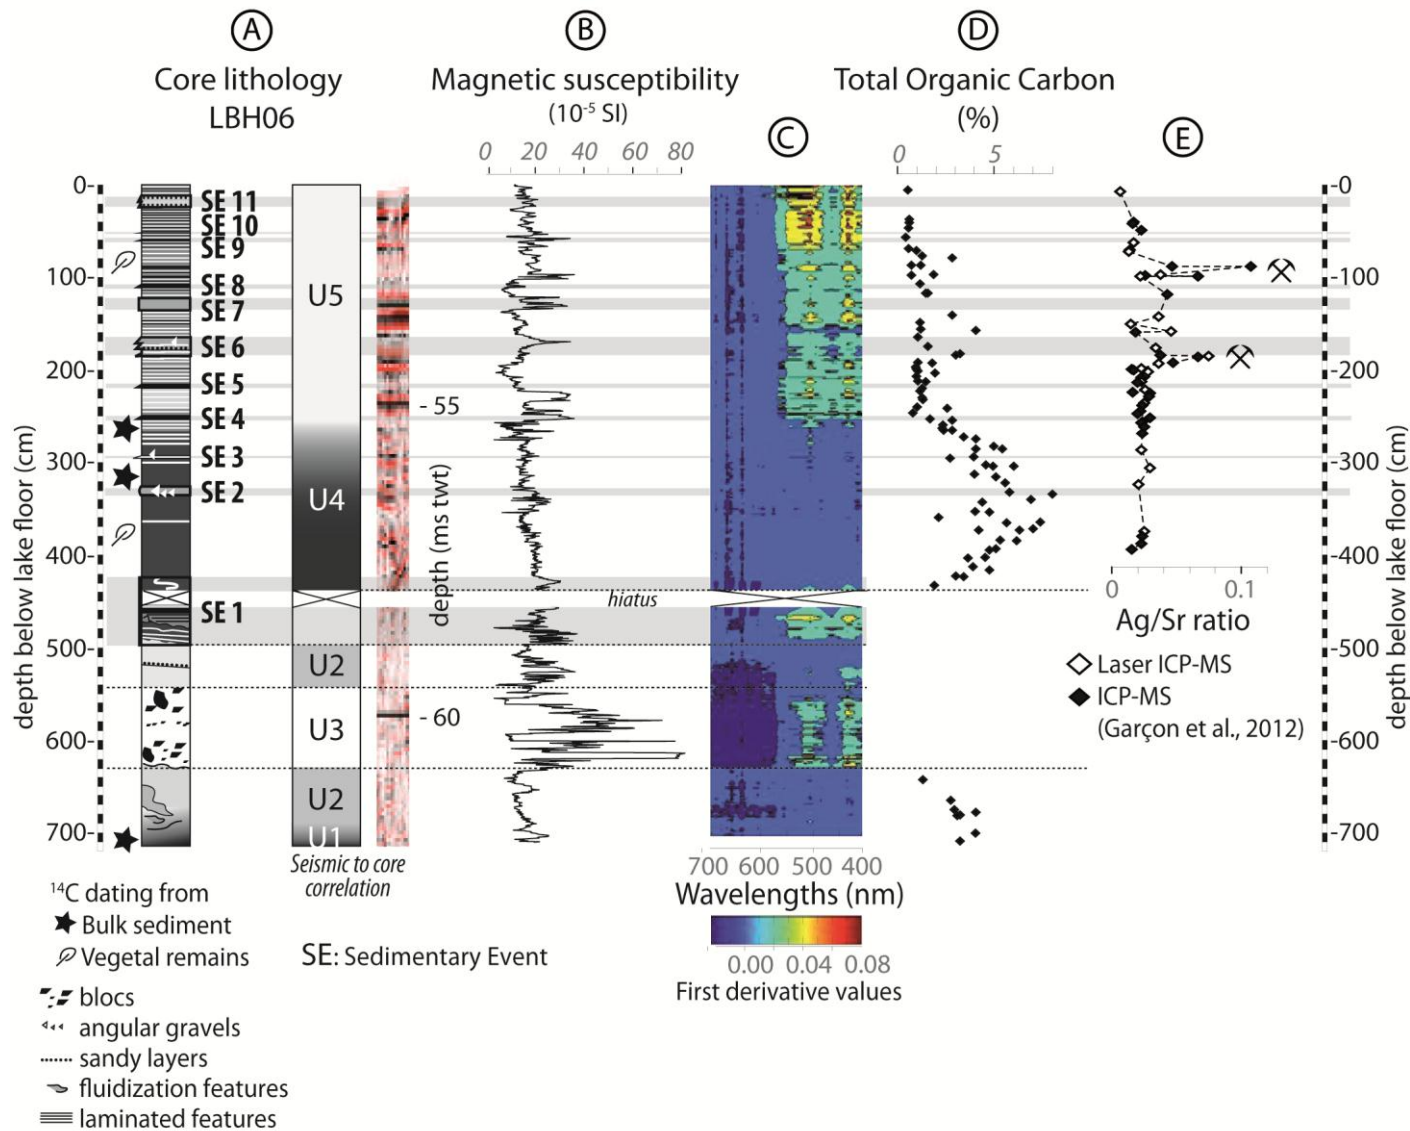 A
B
D
Core lithology
LBH06
Magnetic susceptibility
(10⁻⁵ SI)
Total Organic Carbon
(%)
C
E
0 20 40 60 80
0 5
0-
100-
200-
300-
400-
500-
600-
700-
depth below lake floor (cm)
SE 11
SE 10
SE 9
SE 8
SE 7
SE 6
SE 5
SE 4
SE 3
SE 2
SE 1
U5
U4
U2
U3
U2
U1
- 55
- 60
depth (ms twt)
hiatus
Seismic to core
correlation
700 600 500 400
Wavelengths (nm)
0.00 0.04 0.08
First derivative values
0 0.1
Ag/Sr ratio
Laser ICP-MS
ICP-MS
(Garçon et al., 2012)
-0
-100
-200
-300
-400
-500
-600
-700
depth below lake floor (cm)
¹⁴C dating from
Bulk sediment
Vegetal remains
SE: Sedimentary Event
blocs
angular gravels
sandy layers
fluidization features
laminated features